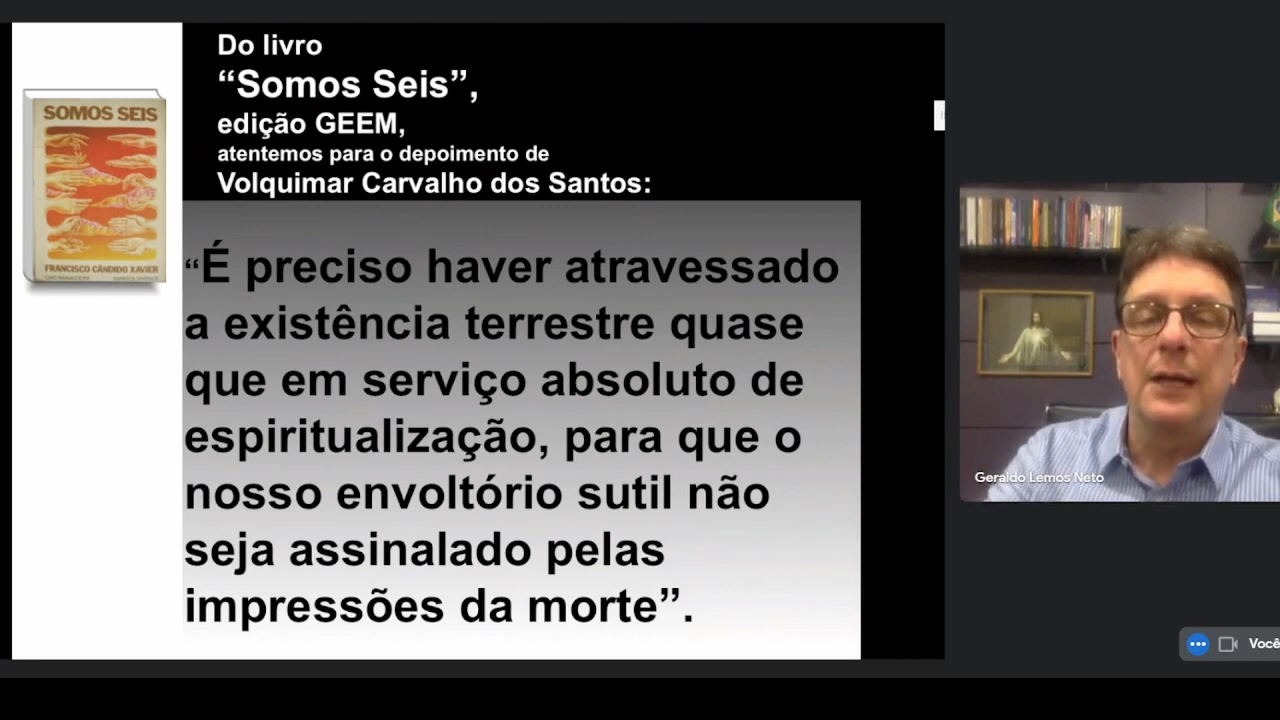 Do livro
“Somos Seis”,
edição GEEM,
atentemos para o depoimento de
Volquimar Carvalho dos Santos:
SOMOS SEIS
FRANCISCO CÂNDIDO XAVIER
“É preciso haver atravessado
a existência terrestre quase
que em serviço absoluto de
espiritualização, para que o
nosso envoltório sutil não
seja assinalado pelas
impressões da morte”.
Geraldo Lemos Neto
Você